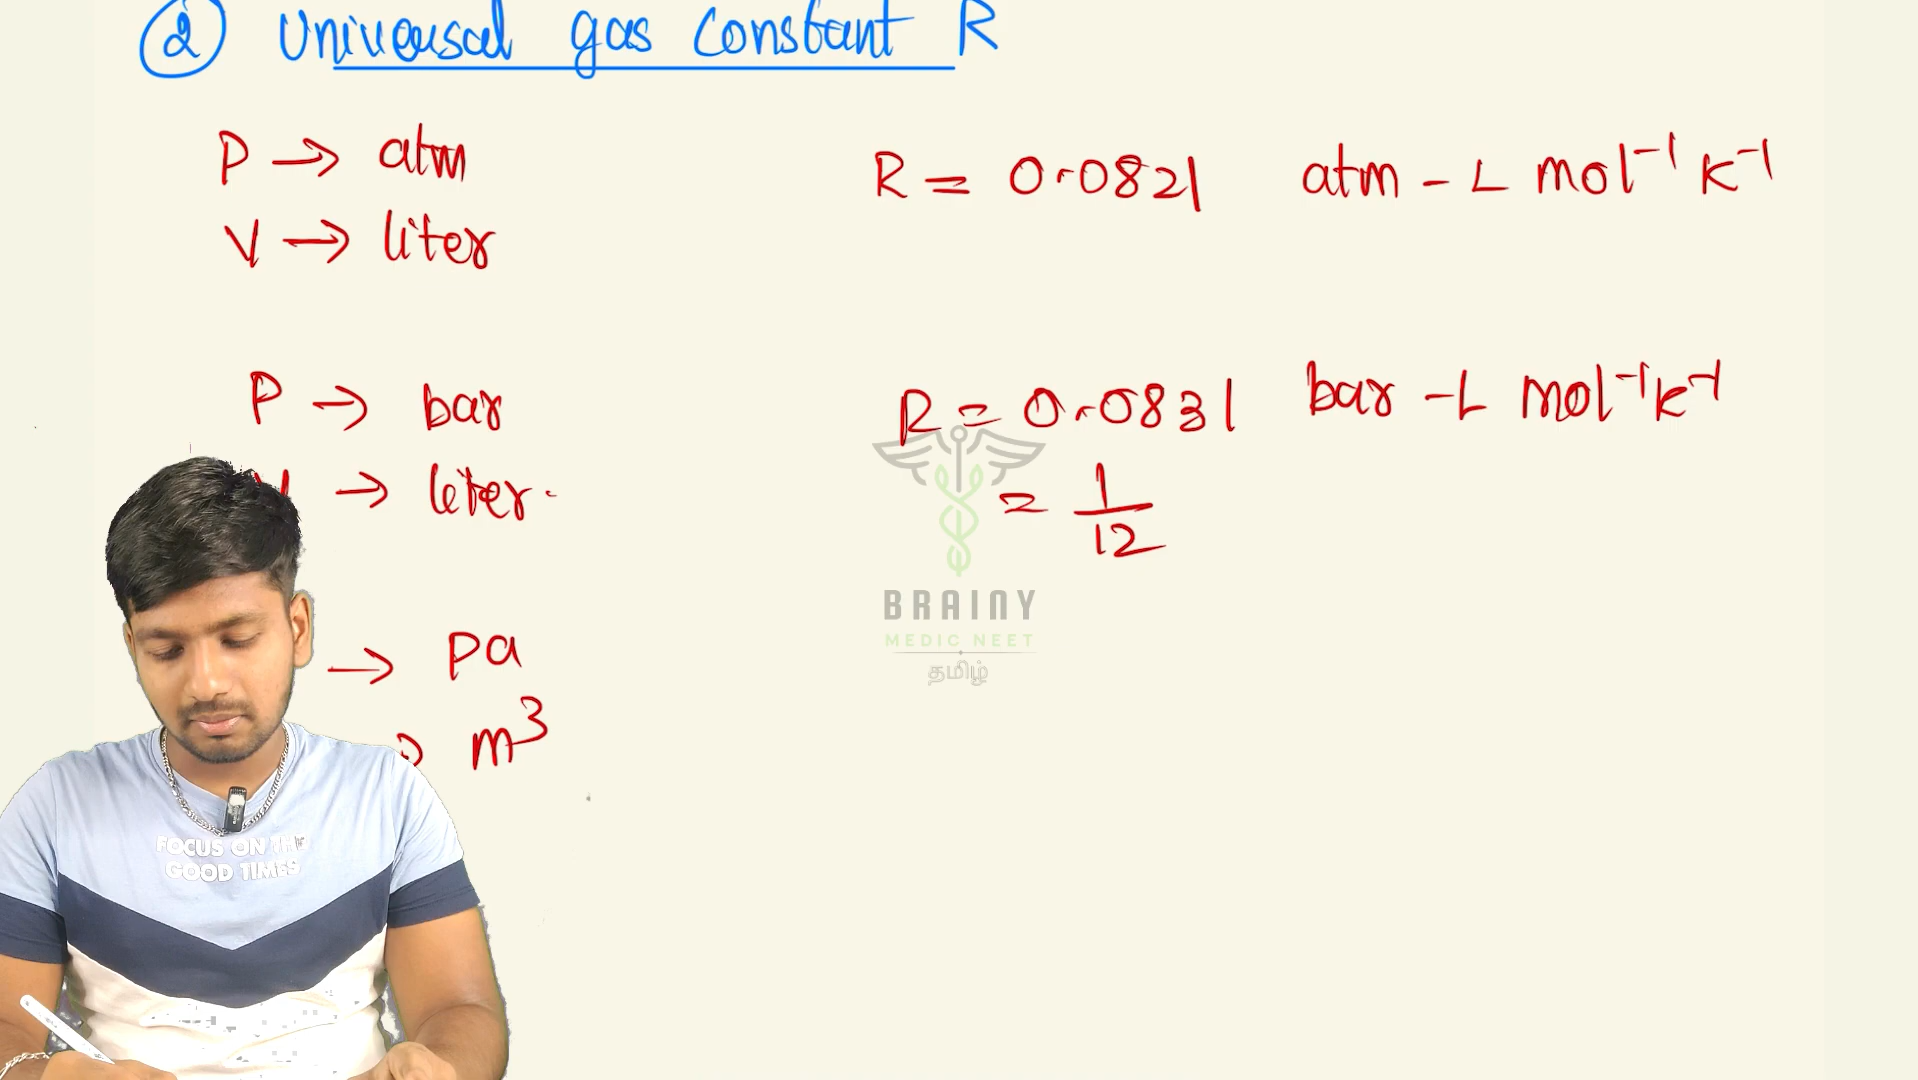 ② Universal gas constant R
P → atm
R = 0.0821 atm - L mol⁻¹ K⁻¹
V → liter
P → bar
R = 0.0831 bar - L mol⁻¹ K⁻¹
→ liter.
= 1/12
BRAINY
MEDIC NEET
தமிழ்
→ Pa
m³
FOCUS ON THE
GOOD TIMES